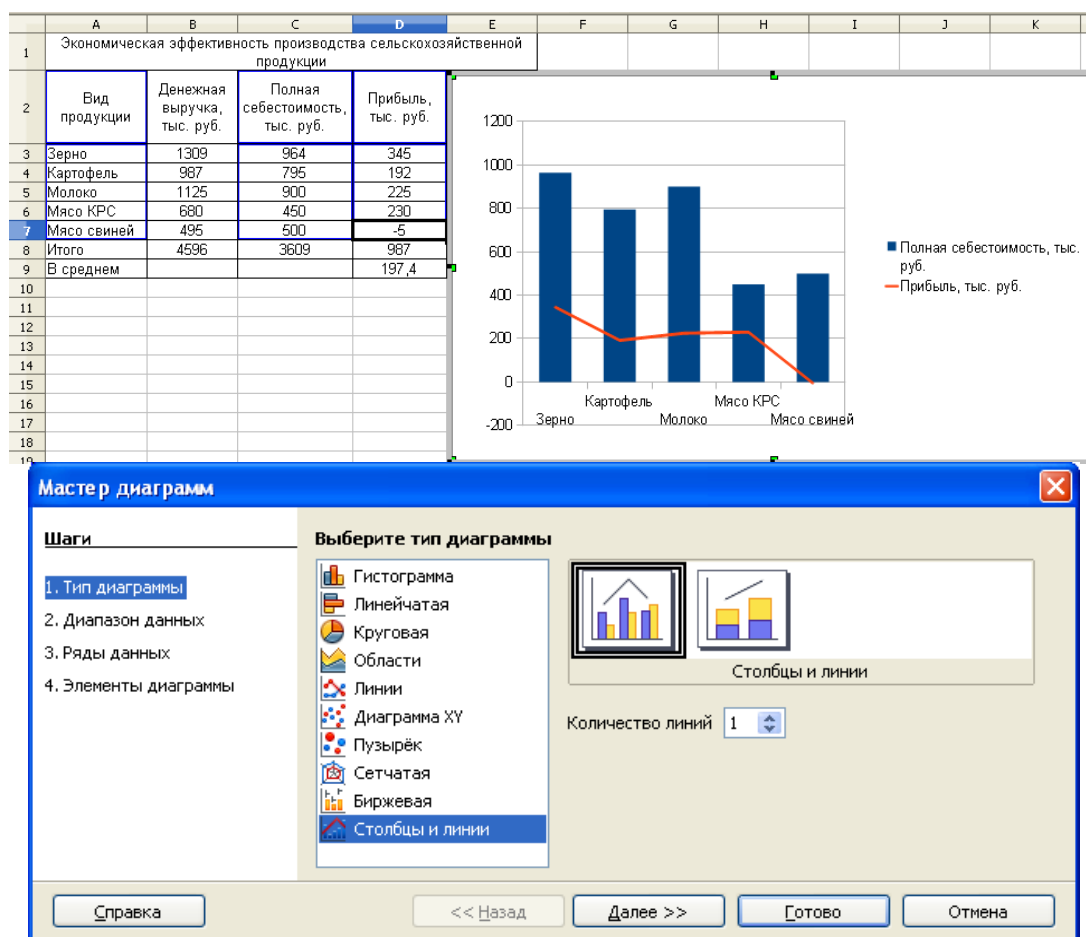 A B C D E F G H I J K
1 Экономическая эффективность производства сельскохозяйственной
продукции
2 Вид продукции Денежная выручка, тыс. руб. Полная себестоимость, тыс. руб. Прибыль, тыс. руб.
3 Зерно 1309 964 345
4 Картофель 987 795 192
5 Молоко 1125 900 225
6 Мясо КРС 680 450 230
7 Мясо свиней 495 500 -5
8 Итого 4596 3609 987
9 В среднем 197,4
10
11
12
13
14
15
16
17
18
19
1200
1000
800
600
400
200
0
-200
Картофель Мясо КРС
Зерно Молоко Мясо свиней
Полная себестоимость, тыс.
руб.
Прибыль, тыс. руб.
Мастер диаграмм
Шаги
1. Тип диаграммы
2. Диапазон данных
3. Ряды данных
4. Элементы диаграммы
Выберите тип диаграммы
Гистограмма
Линейчатая
Круговая
Области
Линии
Диаграмма XY
Пузырёк
Сетчатая
Биржевая
Столбцы и линии
Столбцы и линии
Количество линий 1
Справка << Назад Далее >> Готово Отмена